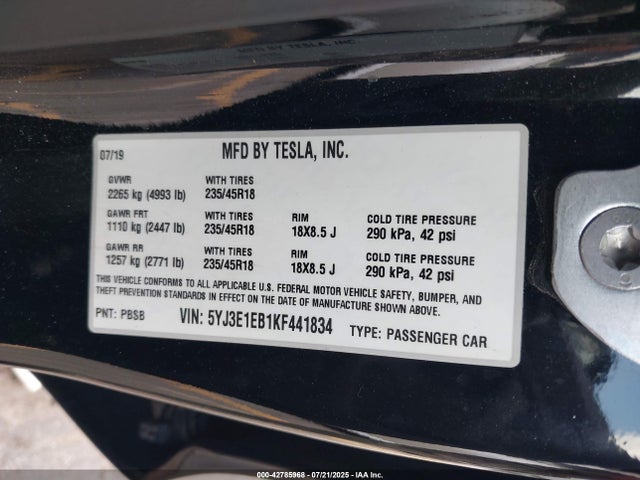 MFD BY TESLA, INC
07/19 MFD BY TESLA, INC.
GVWR WITH TIRES
2265 kg (4993 lb) 235/45R18
GAWR FRT WITH TIRES RIM COLD TIRE PRESSURE
1110 kg (2447 lb) 235/45R18 18X8.5 J 290 kPa, 42 psi
GAWR RR WITH TIRES RIM COLD TIRE PRESSURE
1257 kg (2771 lb) 235/45R18 18X8.5 J 290 kPa, 42 psi
THIS VEHICLE CONFORMS TO ALL APPLICABLE U.S. FEDERAL MOTOR VEHICLE SAFETY, BUMPER, AND
THEFT PREVENTION STANDARDS IN EFFECT ON THE DATE OF MANUFACTURE SHOWN ABOVE.
PNT: PBSB VIN: 5YJ3E1EB1KF441834 TYPE: PASSENGER CAR
000-42785968 - 07/21/2025 - IAA Inc.